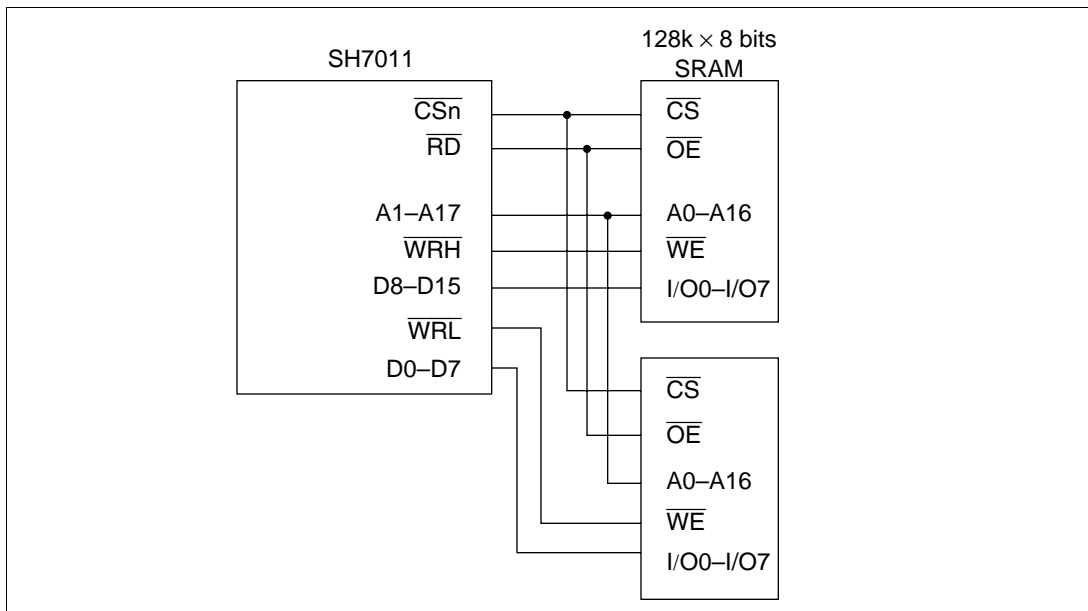 SH7011
CSn
RD
A1–A17
WRH
D8–D15
WRL
D0–D7
128k × 8 bits
SRAM
CS
OE
A0–A16
WE
I/O0–I/O7
CS
OE
A0–A16
WE
I/O0–I/O7